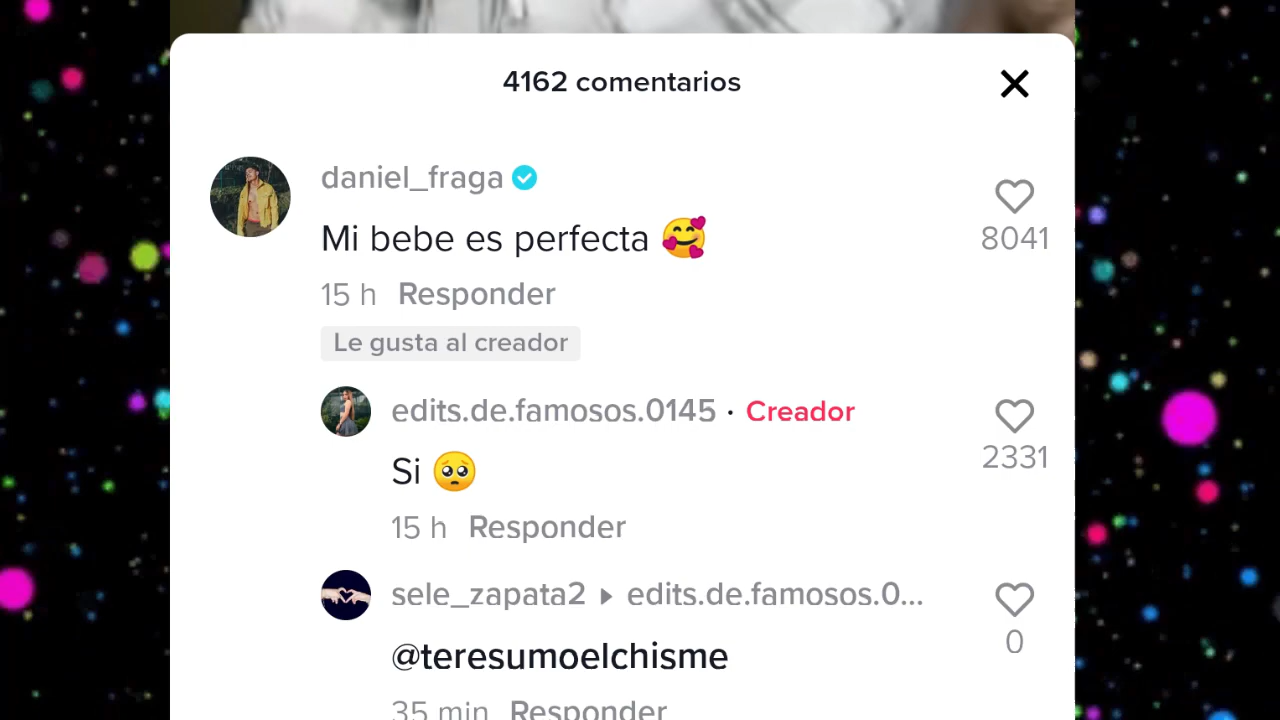 4162 comentarios
daniel_fraga
Mi bebe es perfecta 🥰
8041
15 h Responder
Le gusta al creador
edits.de.famosos.0145 · Creador
Si 🥺
2331
15 h Responder
sele_zapata2 ▸ edits.de.famosos.0...
@teresumoelchisme
0
35 min Responder